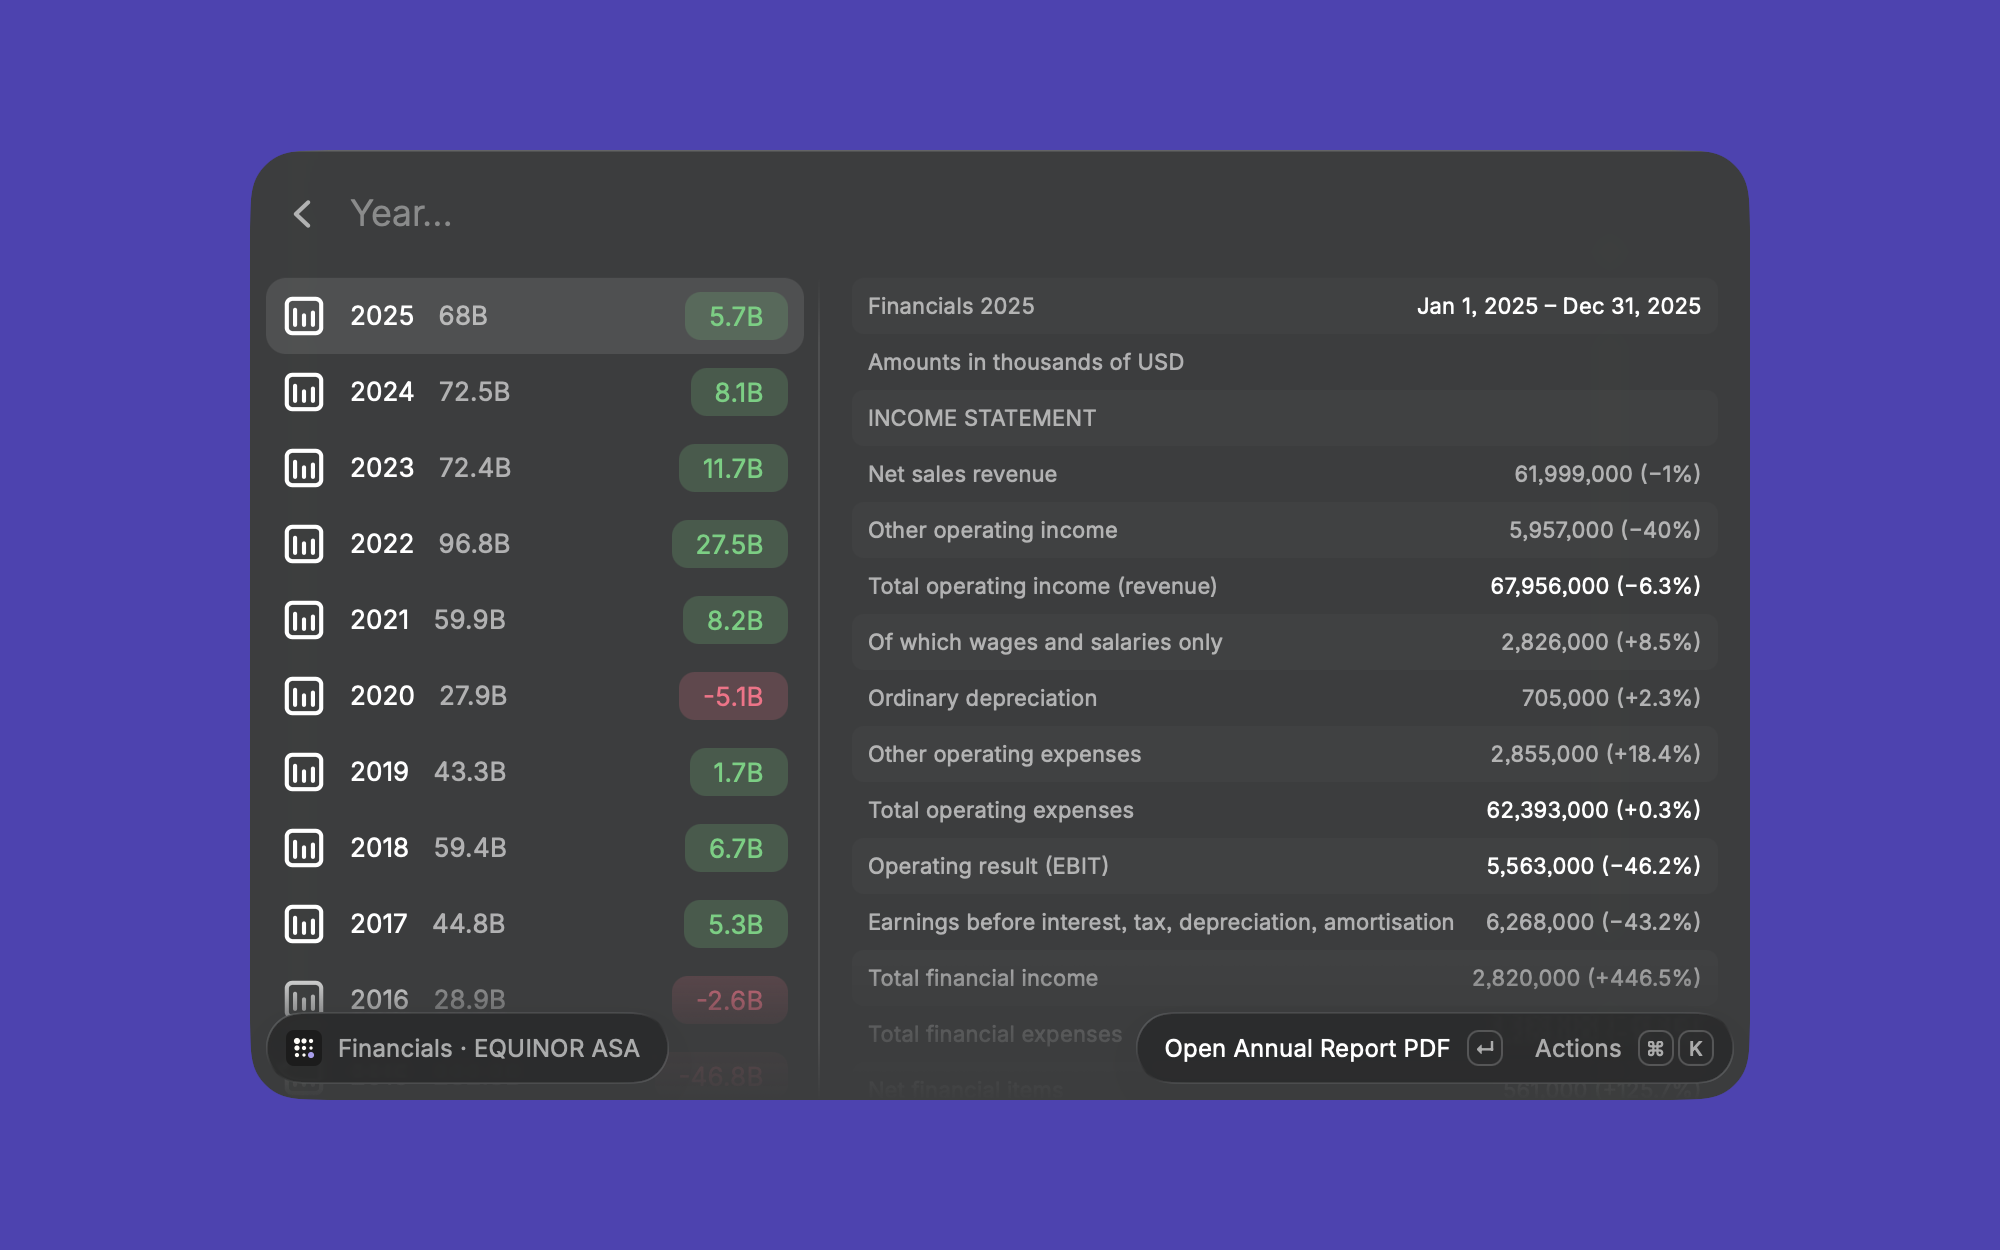 Year...
2025 68B 5.7B
2024 72.5B 8.1B
2023 72.4B 11.7B
2022 96.8B 27.5B
2021 59.9B 8.2B
2020 27.9B -5.1B
2019 43.3B 1.7B
2018 59.4B 6.7B
2017 44.8B 5.3B
2016 28.9B -2.6B
-46.8B
Financials · EQUINOR ASA
Financials 2025 Jan 1, 2025 – Dec 31, 2025
Amounts in thousands of USD
INCOME STATEMENT
Net sales revenue 61,999,000 (−1%)
Other operating income 5,957,000 (−40%)
Total operating income (revenue) 67,956,000 (−6.3%)
Of which wages and salaries only 2,826,000 (+8.5%)
Ordinary depreciation 705,000 (+2.3%)
Other operating expenses 2,855,000 (+18.4%)
Total operating expenses 62,393,000 (+0.3%)
Operating result (EBIT) 5,563,000 (−46.2%)
Earnings before interest, tax, depreciation, amortisation 6,268,000 (−43.2%)
Total financial income 2,820,000 (+446.5%)
Total financial expenses
Net financial items 561,000 (+125.7%)
Open Annual Report PDF ↵ Actions ⌘ K